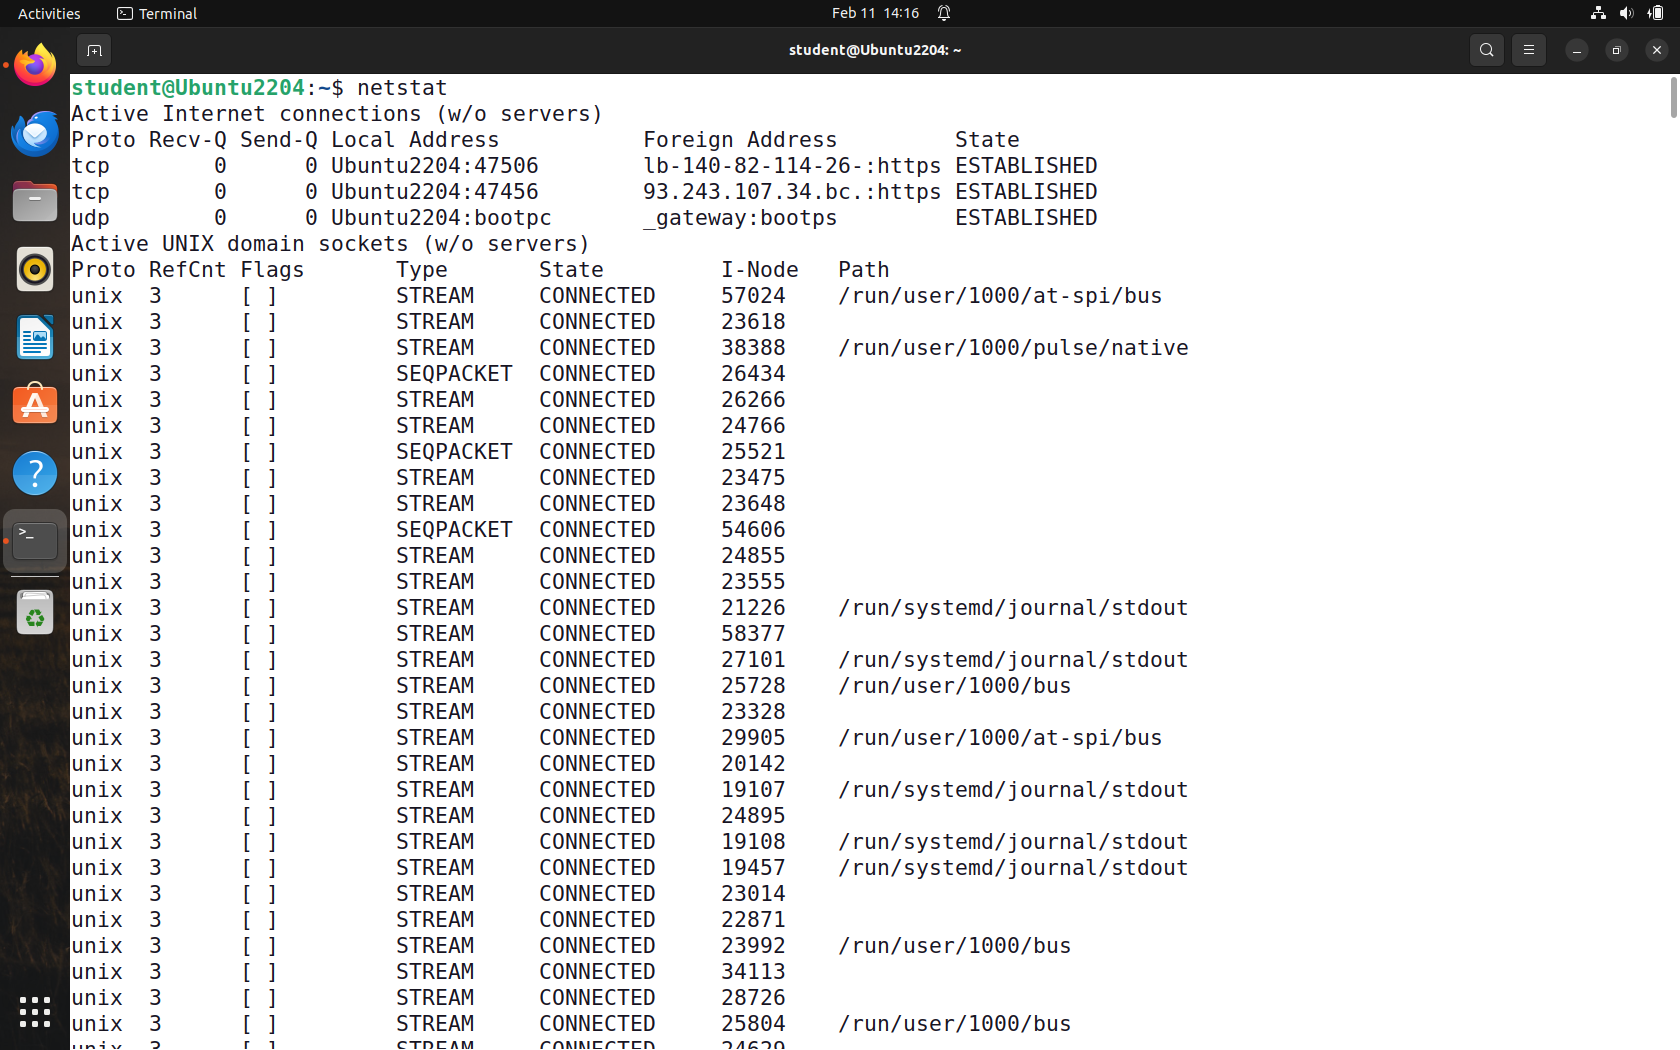 Activities Terminal Feb 11 14:16
student@Ubuntu2204: ~
student@Ubuntu2204:~$ netstat
Active Internet connections (w/o servers)
Proto Recv-Q Send-Q Local Address Foreign Address State
tcp 0 0 Ubuntu2204:47506 lb-140-82-114-26-:https ESTABLISHED
tcp 0 0 Ubuntu2204:47456 93.243.107.34.bc.:https ESTABLISHED
udp 0 0 Ubuntu2204:bootpc _gateway:bootps ESTABLISHED
Active UNIX domain sockets (w/o servers)
Proto RefCnt Flags Type State I-Node Path
unix 3 [ ] STREAM CONNECTED 57024 /run/user/1000/at-spi/bus
unix 3 [ ] STREAM CONNECTED 23618
unix 3 [ ] STREAM CONNECTED 38388 /run/user/1000/pulse/native
unix 3 [ ] SEQPACKET CONNECTED 26434
unix 3 [ ] STREAM CONNECTED 26266
unix 3 [ ] STREAM CONNECTED 24766
unix 3 [ ] SEQPACKET CONNECTED 25521
unix 3 [ ] STREAM CONNECTED 23475
unix 3 [ ] STREAM CONNECTED 23648
unix 3 [ ] SEQPACKET CONNECTED 54606
unix 3 [ ] STREAM CONNECTED 24855
unix 3 [ ] STREAM CONNECTED 23555
unix 3 [ ] STREAM CONNECTED 21226 /run/systemd/journal/stdout
unix 3 [ ] STREAM CONNECTED 58377
unix 3 [ ] STREAM CONNECTED 27101 /run/systemd/journal/stdout
unix 3 [ ] STREAM CONNECTED 25728 /run/user/1000/bus
unix 3 [ ] STREAM CONNECTED 23328
unix 3 [ ] STREAM CONNECTED 29905 /run/user/1000/at-spi/bus
unix 3 [ ] STREAM CONNECTED 20142
unix 3 [ ] STREAM CONNECTED 19107 /run/systemd/journal/stdout
unix 3 [ ] STREAM CONNECTED 24895
unix 3 [ ] STREAM CONNECTED 19108 /run/systemd/journal/stdout
unix 3 [ ] STREAM CONNECTED 19457 /run/systemd/journal/stdout
unix 3 [ ] STREAM CONNECTED 23014
unix 3 [ ] STREAM CONNECTED 22871
unix 3 [ ] STREAM CONNECTED 23992 /run/user/1000/bus
unix 3 [ ] STREAM CONNECTED 34113
unix 3 [ ] STREAM CONNECTED 28726
unix 3 [ ] STREAM CONNECTED 25804 /run/user/1000/bus
unix 3 [ ] STREAM CONNECTED 24629